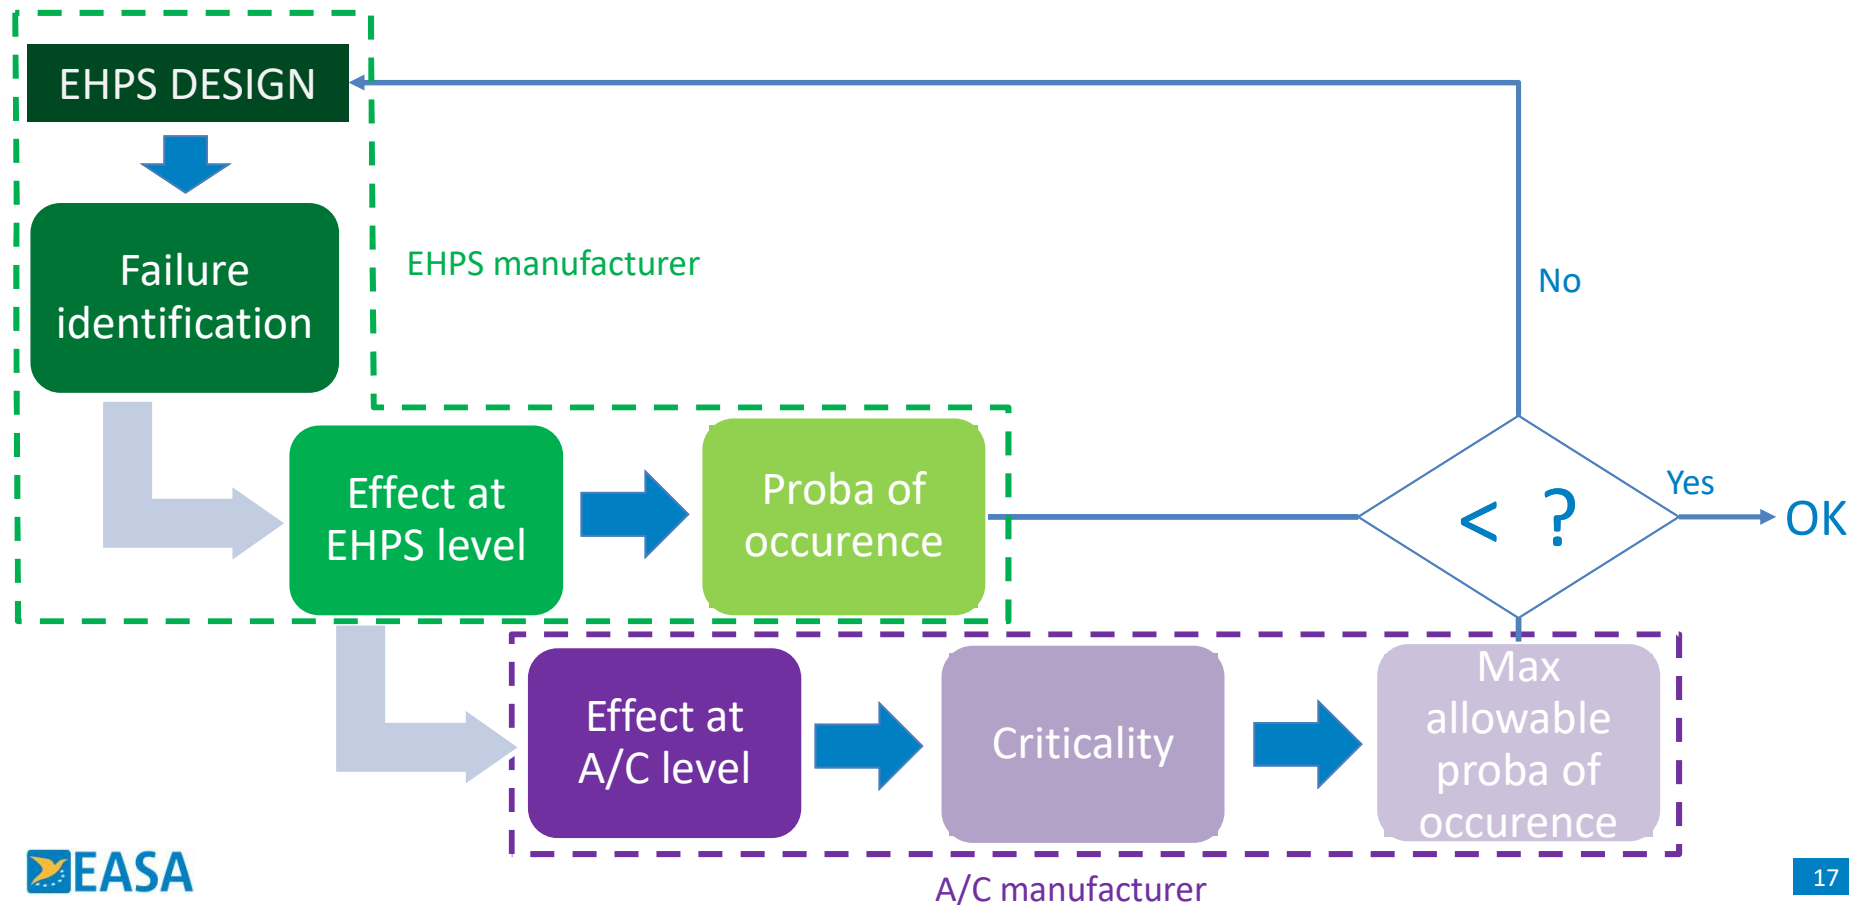 EHPS DESIGN
Failure
identification
EHPS manufacturer
No
Effect at
EHPS level
Proba of
occurence
< ?
Yes
OK
Effect at
A/C level
Criticality
Max
allowable
proba of
occurence
EASA
A/C manufacturer
17